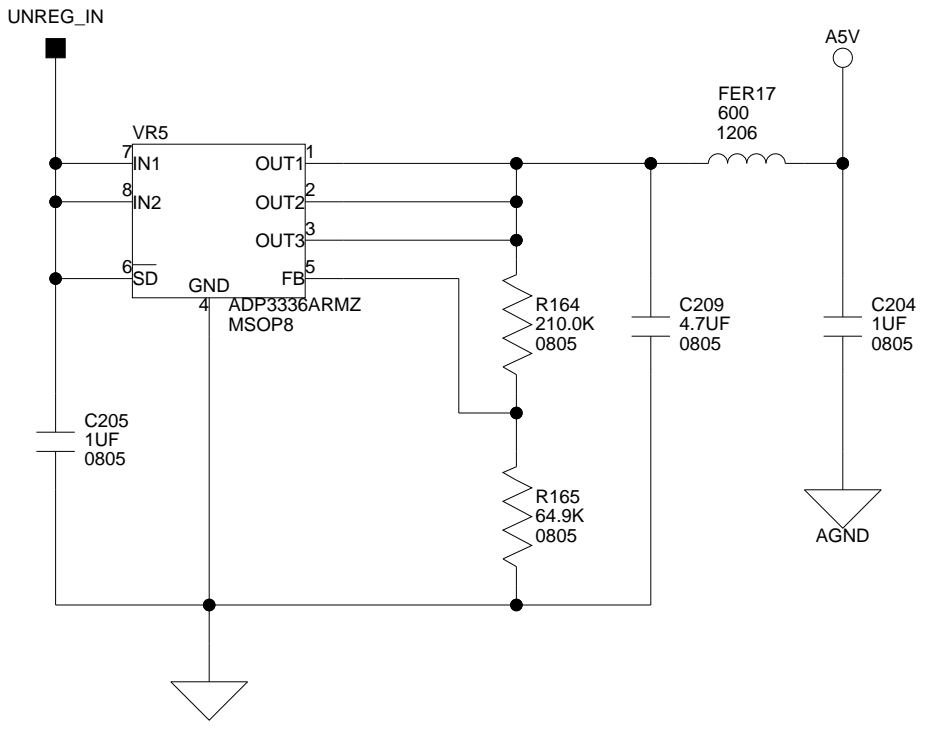 UNREG_IN
A5V
FER17
600
1206
VR5
7
IN1
OUT1
1
8
IN2
OUT2
2
OUT3
3
6
SD
GND
FB
5
4
ADP3336ARMZ
MSOP8
R164
210.0K
0805
C209
4.7UF
0805
C204
1UF
0805
C205
1UF
0805
R165
64.9K
0805
AGND